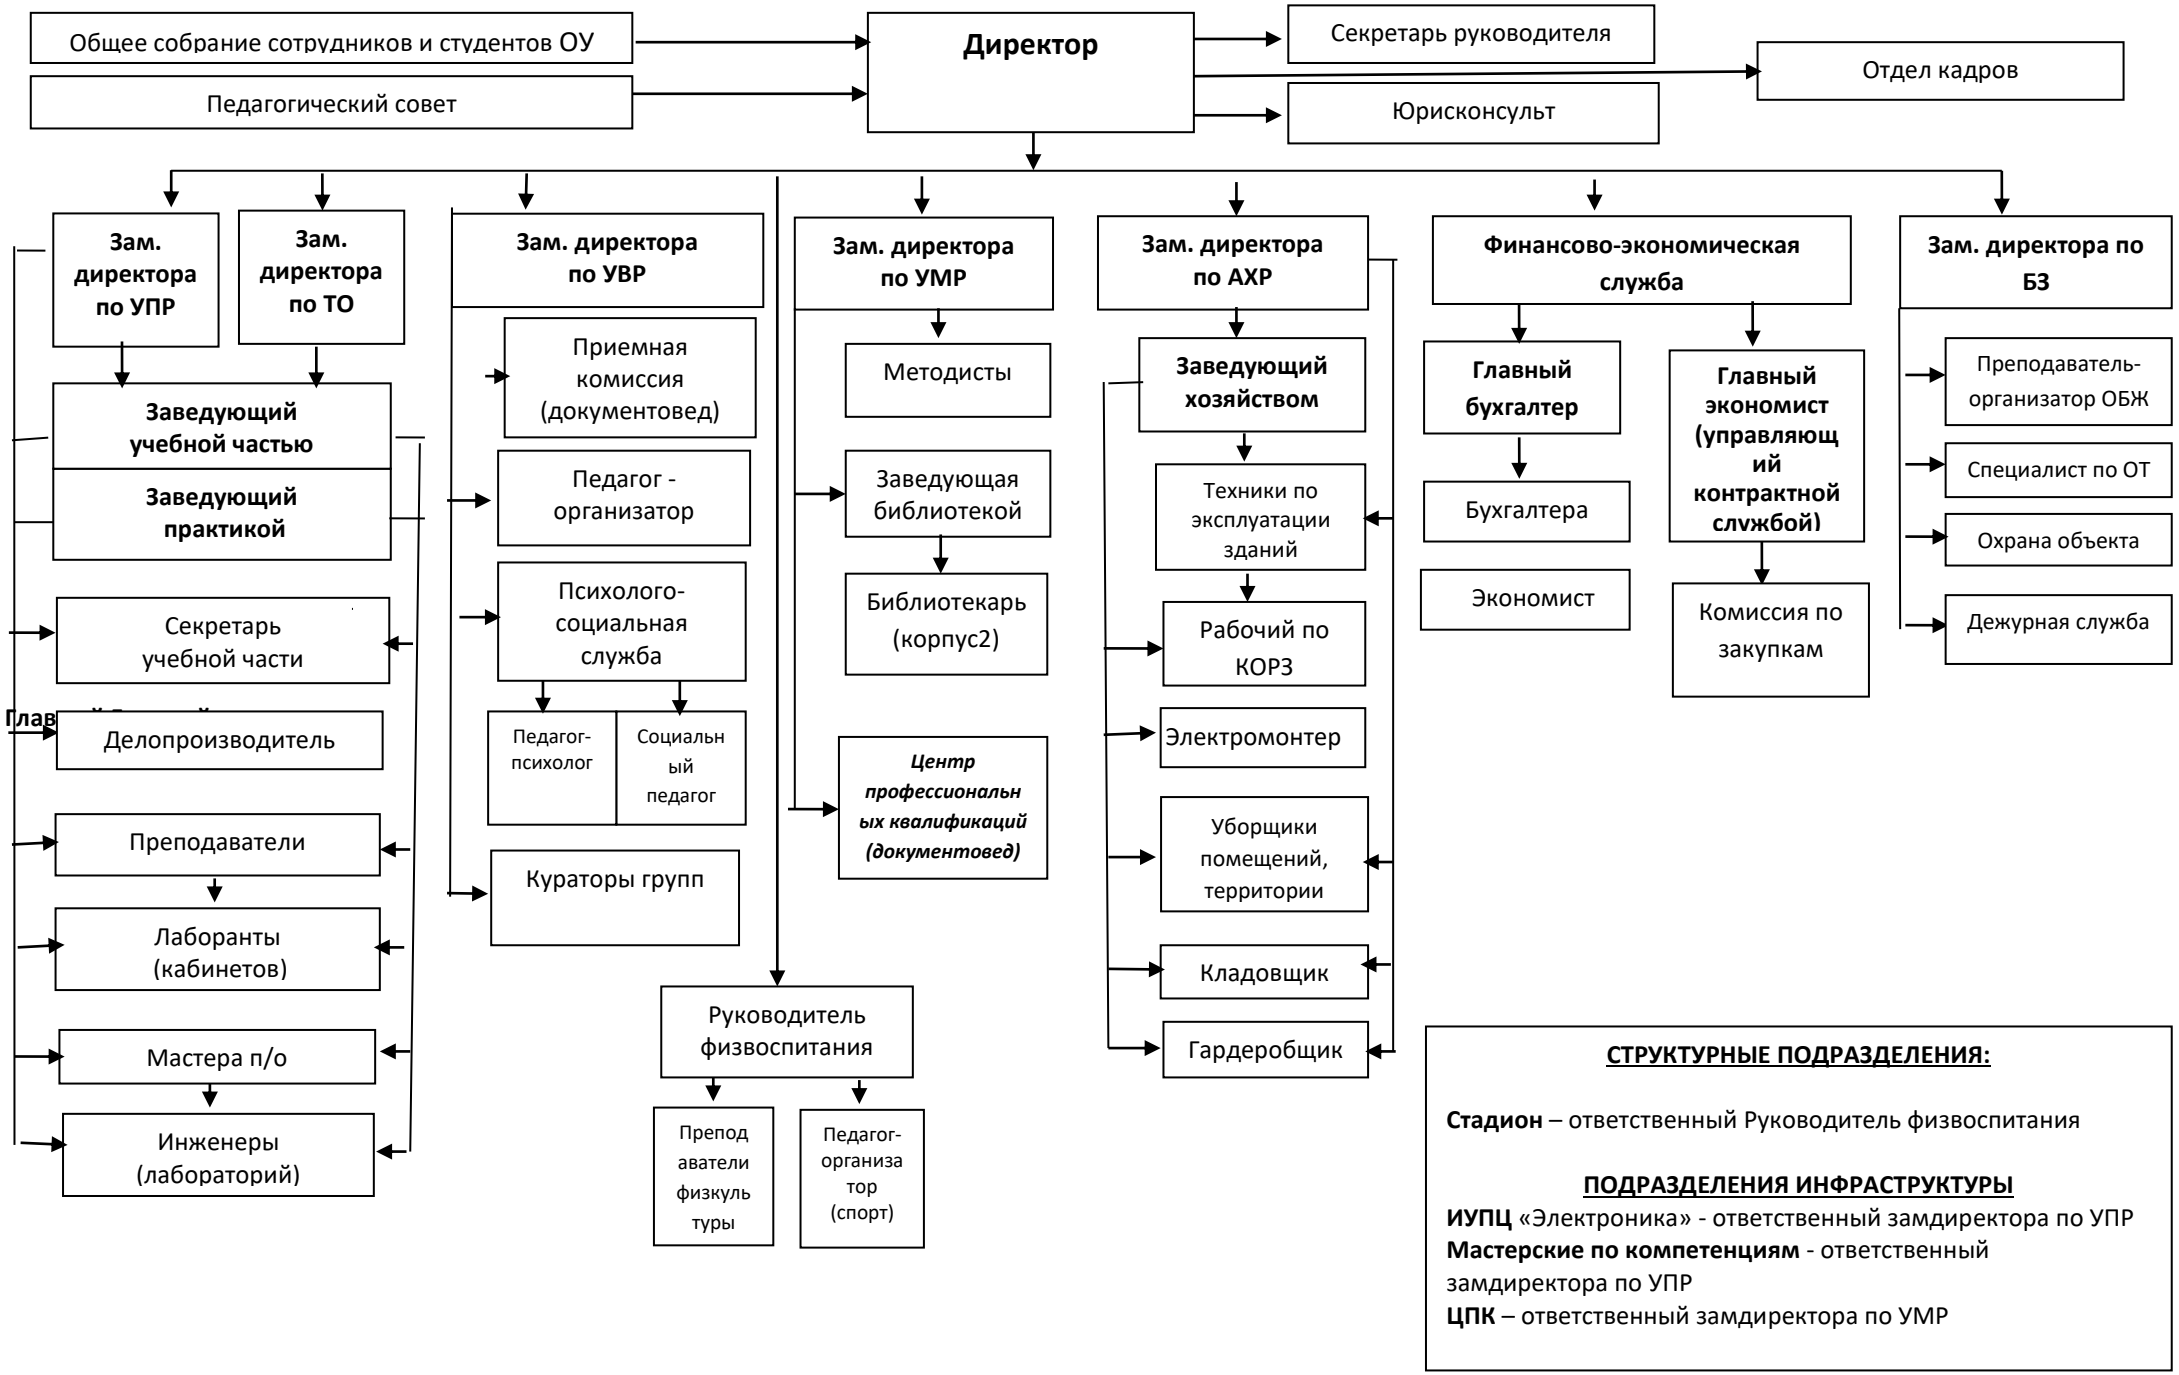 Общее собрание сотрудников и студентов ОУ
Педагогический совет
Директор
Секретарь руководителя
Юрисконсульт
Отдел кадров
Зам.
директора
по УПР
Зам.
директора
по ТО
Заведующий
учебной частью
Заведующий
практикой
Секретарь
учебной части
Делопроизводитель
Преподаватели
Лаборанты
(кабинетов)
Мастера п/о
Инженеры
(лабораторий)
Зам. директора
по УВР
Приемная
комиссия
(документовед)
Педагог -
организатор
Психолого-
социальная
служба
Педагог-
психолог
Социальн
ый
педагог
Кураторы групп
Руководитель
физвоспитания
Препод
аватели
физкуль
туры
Педагог-
организа
тор
(спорт)
Зам. директора
по УМР
Методисты
Заведующая
библиотекой
Библиотекарь
(корпус2)
Центр
профессиональн
ых квалификаций
(документовед)
Зам. директора
по АХР
Заведующий
хозяйством
Техники по
эксплуатации
зданий
Рабочий по
КОРЗ
Электромонтер
Уборщики
помещений,
территории
Кладовщик
Гардеробщик
Финансово-экономическая
служба
Главный
бухгалтер
Бухгалтера
Экономист
Главный
экономист
(управляющ
ий
контрактной
службой)
Комиссия по
закупкам
Зам. директора по
БЗ
Преподаватель-
организатор ОБЖ
Специалист по ОТ
Охрана объекта
Дежурная служба
СТРУКТУРНЫЕ ПОДРАЗДЕЛЕНИЯ:
Стадион – ответственный Руководитель физвоспитания
ПОДРАЗДЕЛЕНИЯ ИНФРАСТРУКТУРЫ
ИУПЦ «Электроника» - ответственный замдиректора по УПР
Мастерские по компетенциям - ответственный
замдиректора по УПР
ЦПК – ответственный замдиректора по УМР